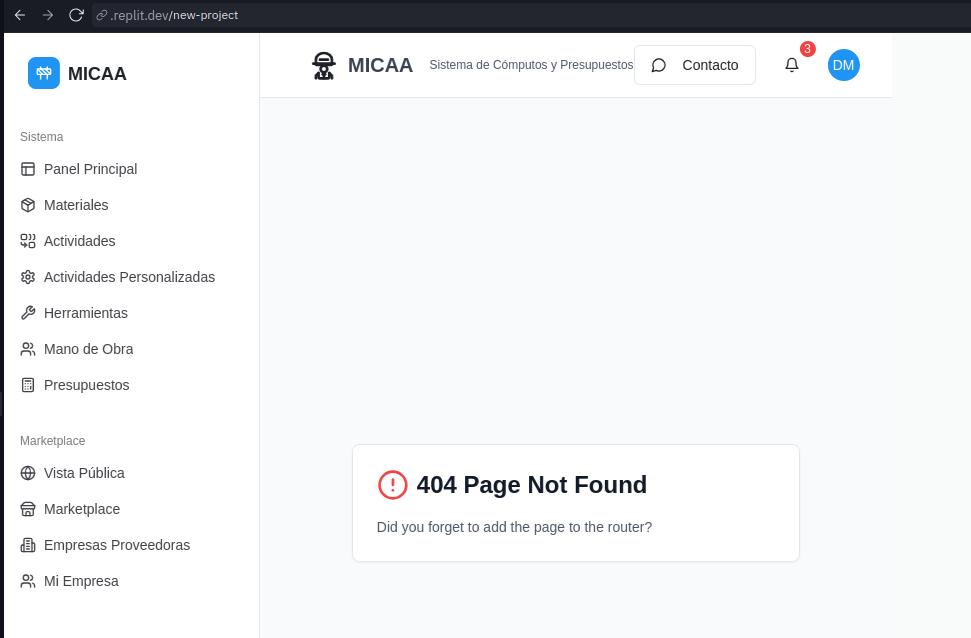 .replit.dev/new-project
MICAA
MICAA
Sistema de Cómputos y Presupuestos
Contacto
3
DM
Sistema
Panel Principal
Materiales
Actividades
Actividades Personalizadas
Herramientas
Mano de Obra
Presupuestos
Marketplace
Vista Pública
Marketplace
Empresas Proveedoras
Mi Empresa
404 Page Not Found
Did you forget to add the page to the router?